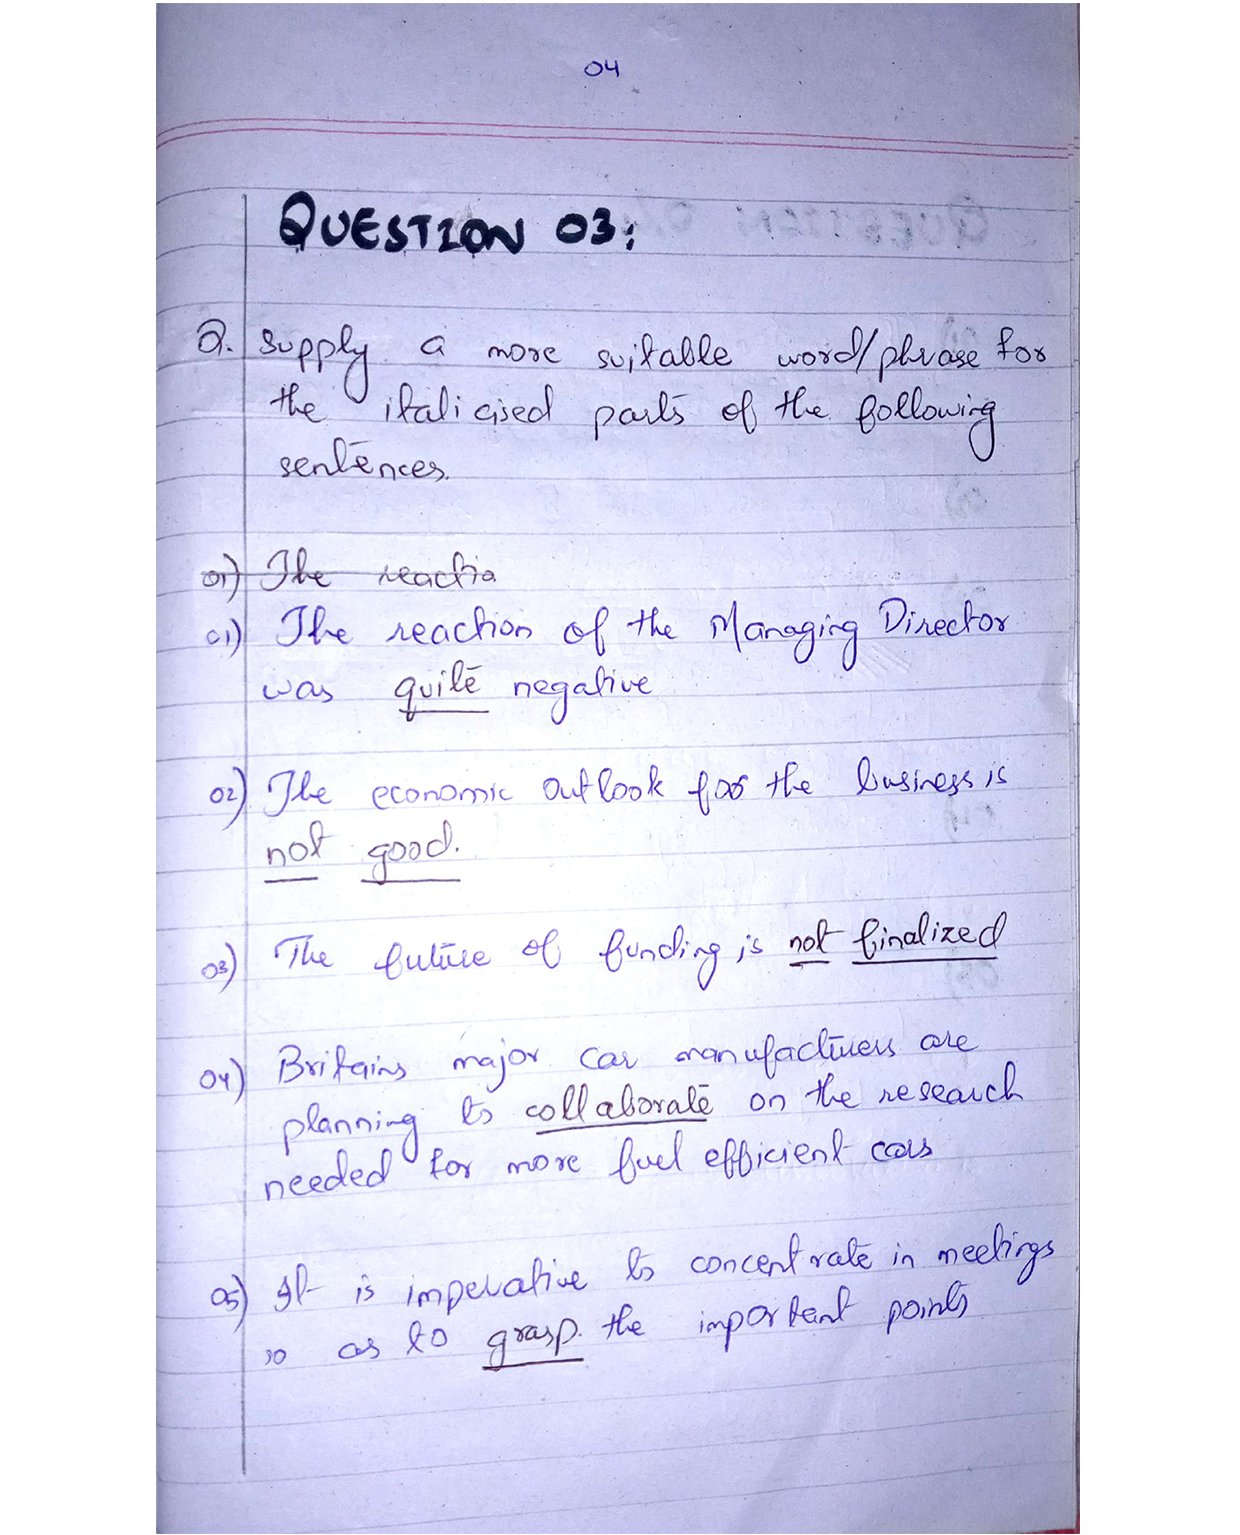 04
QUESTION 03:
Q. Supply a more suitable word/phrase for
the italicised parts of the following
sentences.
01) The reactio
01) The reaction of the Managing Director
was quite negative
02) The economic outlook for the business is
not good.
03) The future of funding is not finalized
04) Britains major car manufacturers are
planning to collaborate on the research
needed for more fuel efficient cars
05) It is imperative to concentrate in meetings
so as to grasp. the important points